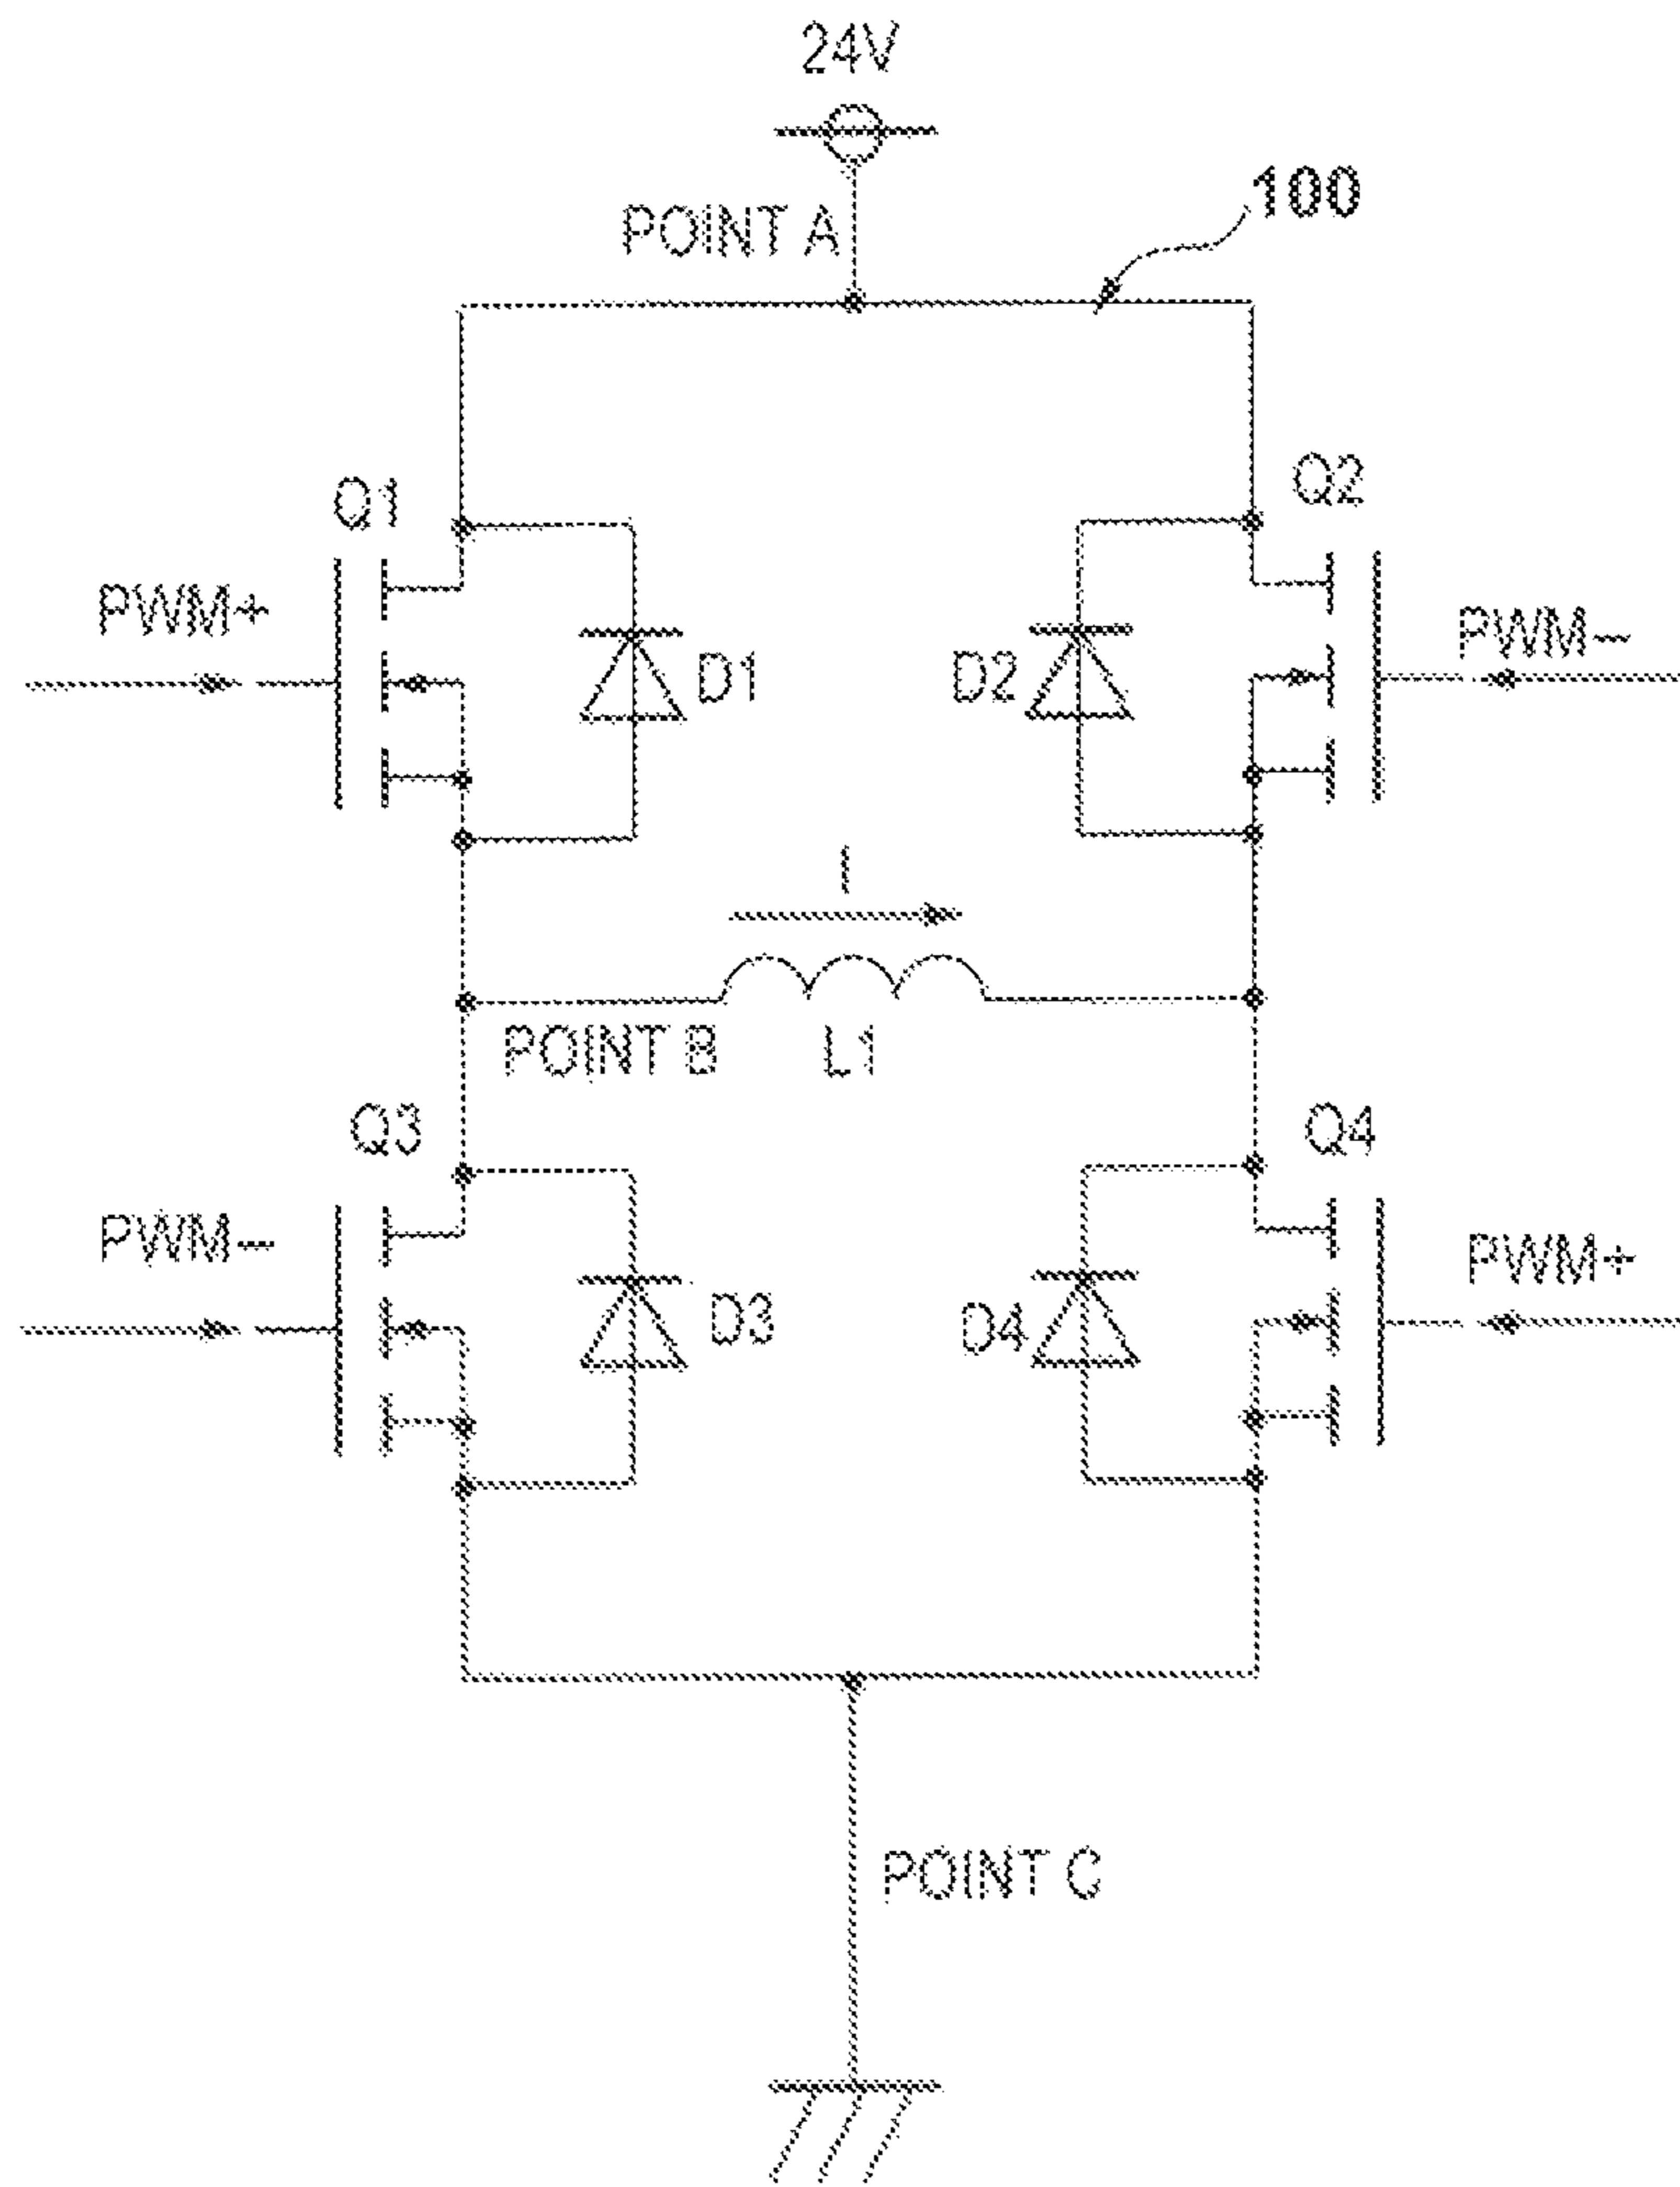 24V
POINT A
100
Q1
Q2
PWM+
PWM−
D1
D2
I
POINT B
L1
Q3
Q4
PWM−
PWM+
D3
D4
POINT C